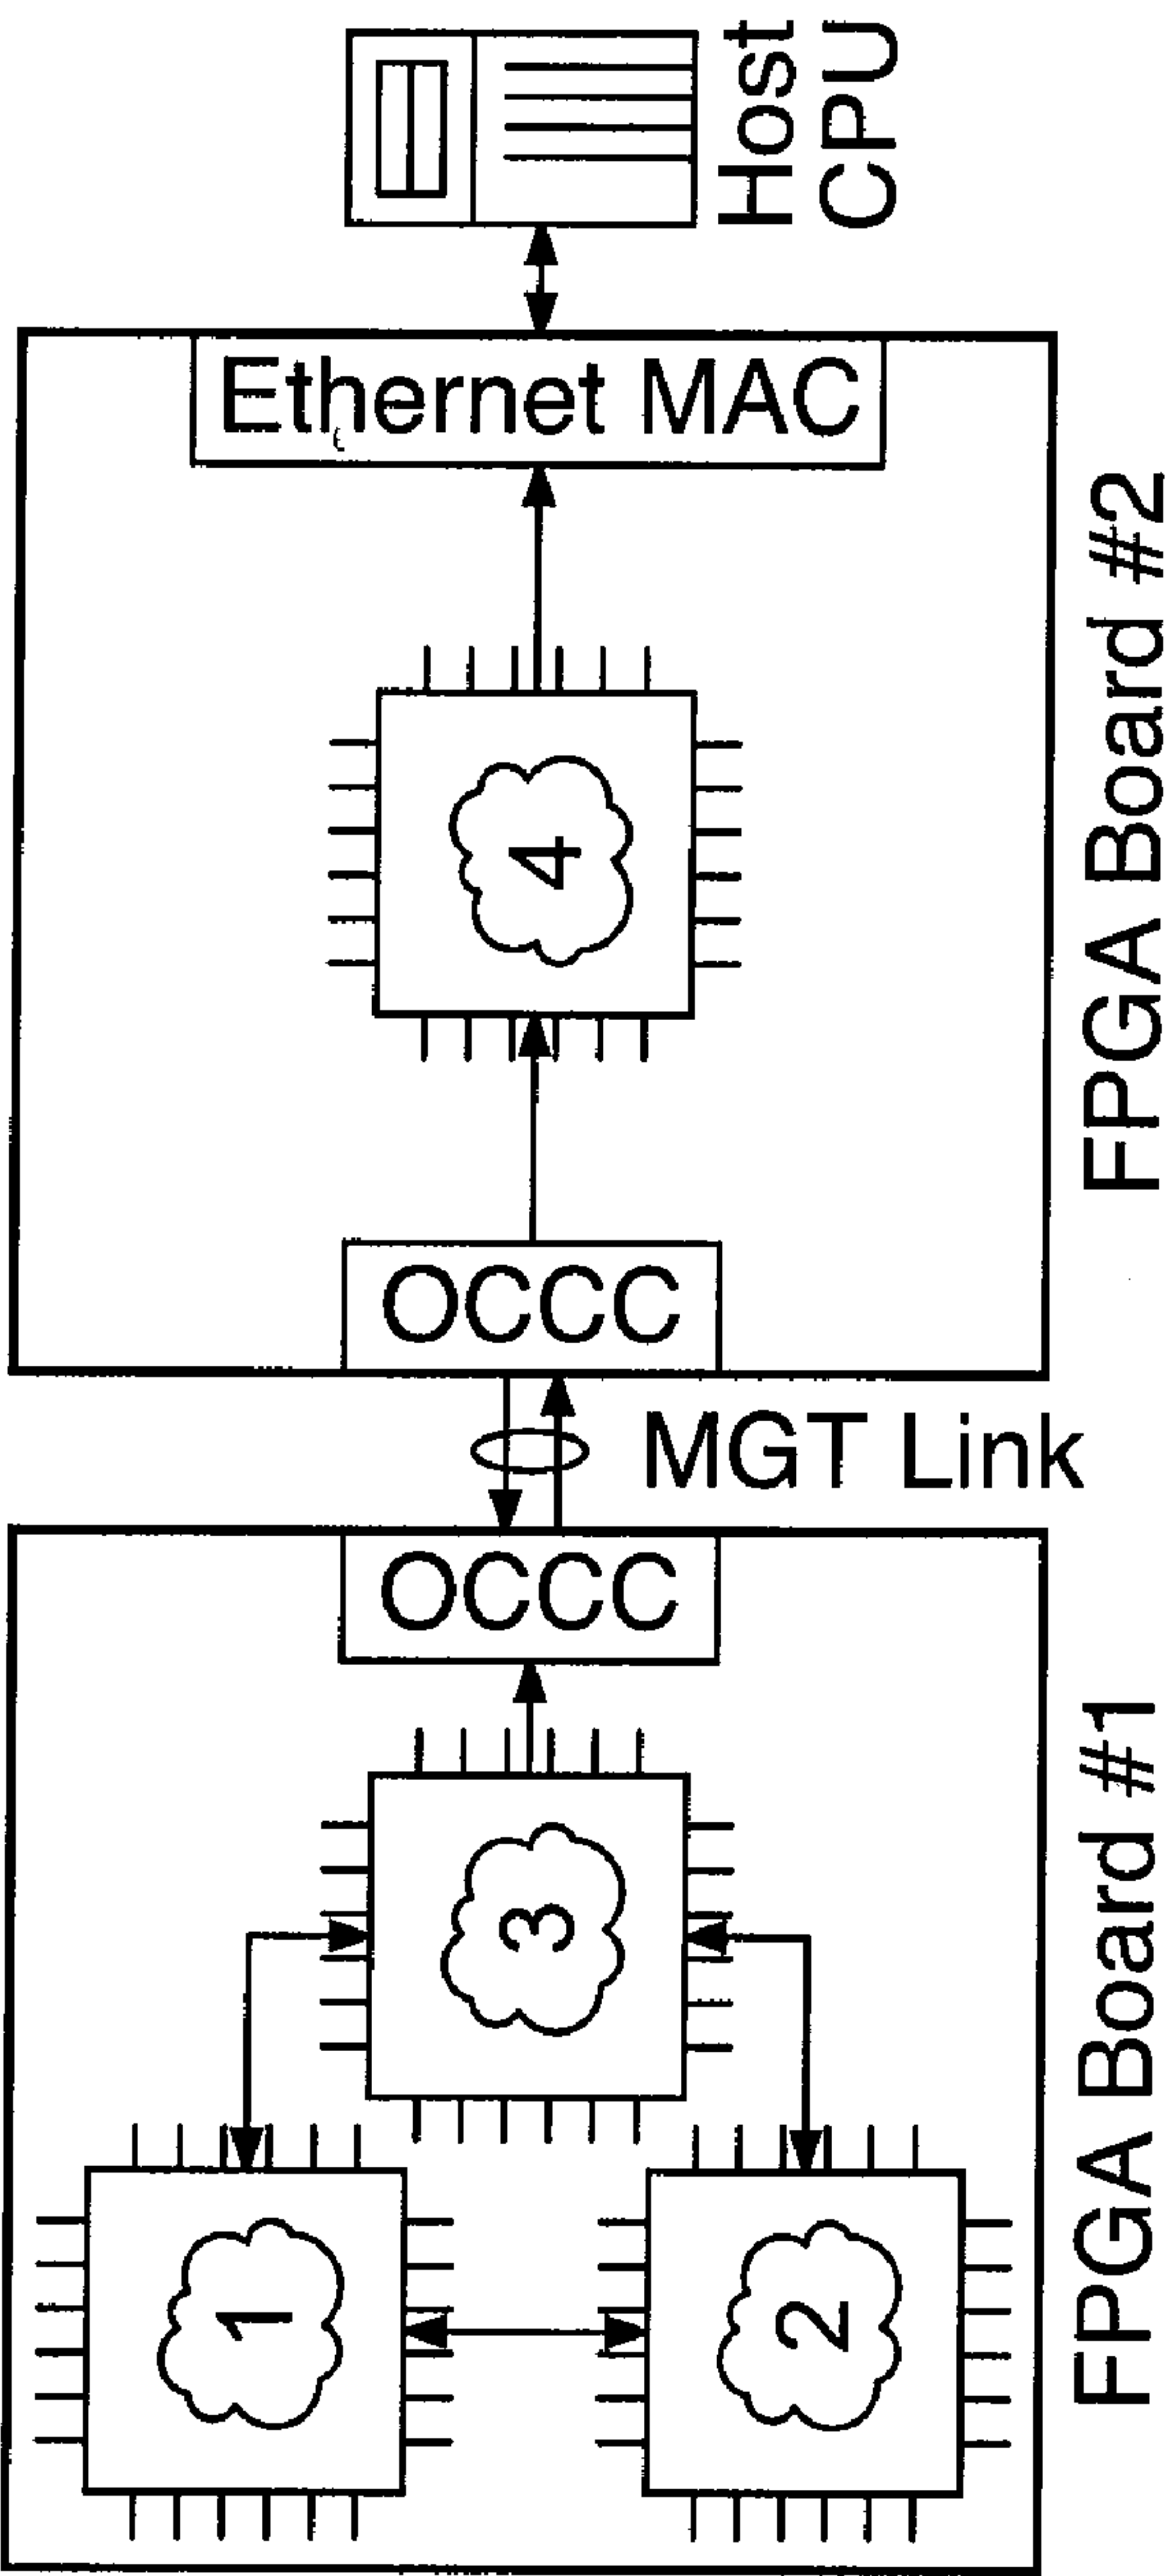 1
2
3
OCCC
FPGA Board #1
MGT Link
OCCC
4
Ethernet MAC
FPGA Board #2
Host
CPU